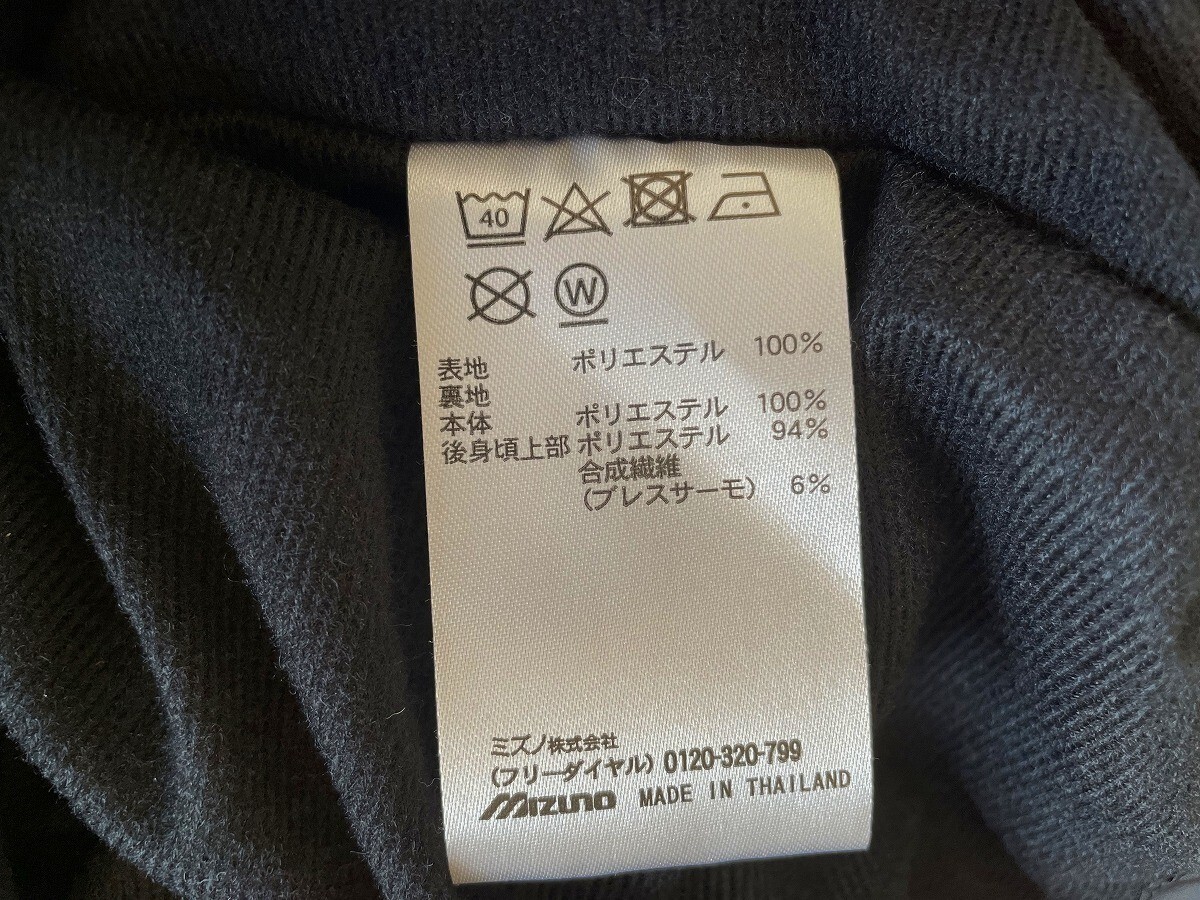 40
W
表地 ポリエステル 100%
裏地
本体 ポリエステル 100%
後身頃上部 ポリエステル 94%
合成繊維
(ブレスサーモ) 6%
ミズノ株式会社
(フリーダイヤル) 0120-320-799
MIZUNO MADE IN THAILAND